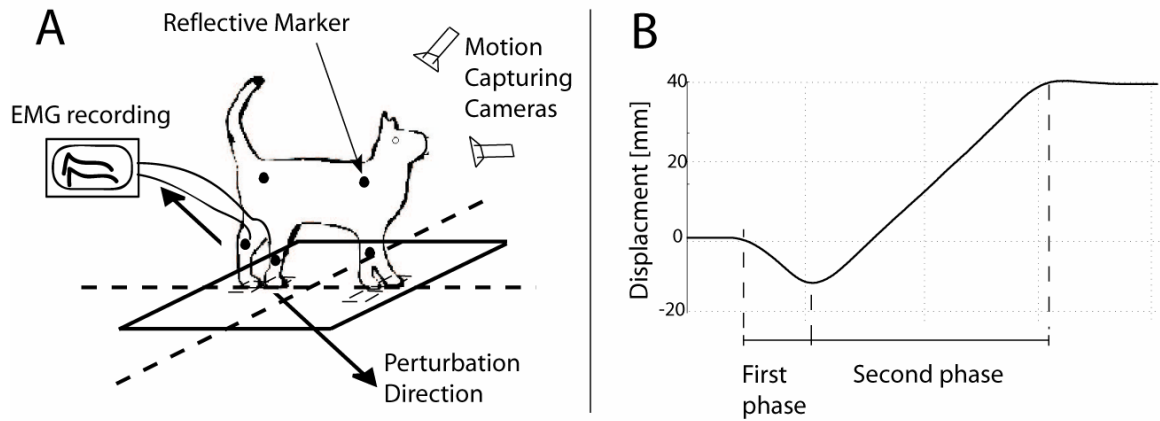 A
Reflective Marker
Motion
Capturing
Cameras
EMG recording
Perturbation
Direction
B
Displacment [mm]
40
20
0
-20
First
phase
Second phase